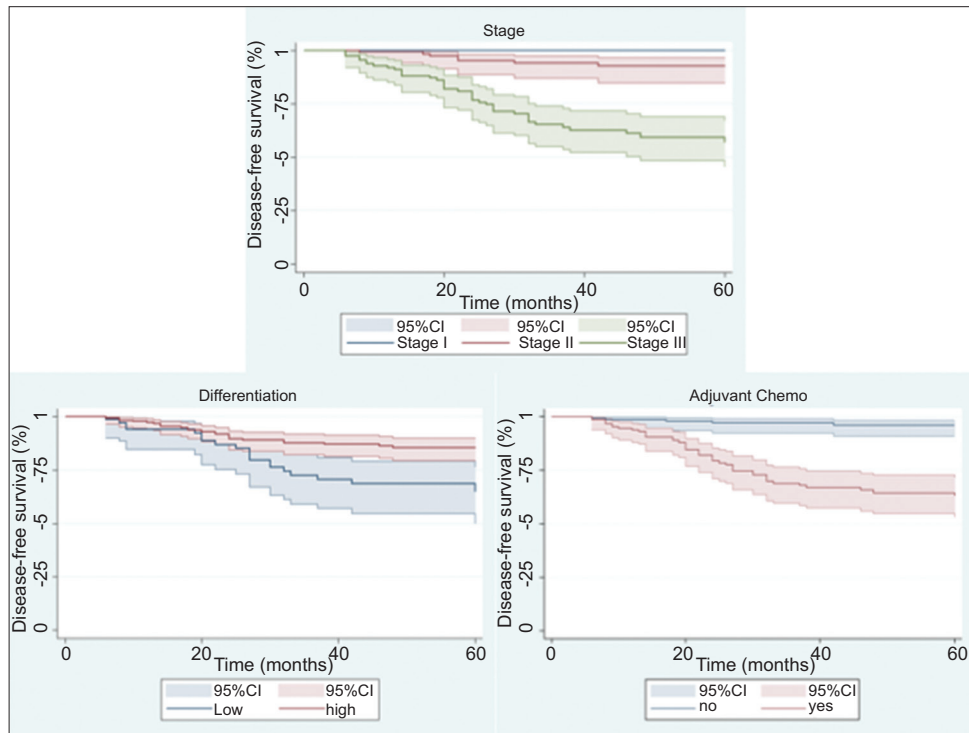 Stage
Disease-free survival (%)
1
-75
-5
-25
0
0 20 40 60
Time (months)
95%CI 95%CI 95%CI
Stage I Stage II Stage III
Differentiation
Disease-free survival (%)
1
-75
-5
-25
0
0 20 40 60
Time (months)
95%CI 95%CI
Low high
Adjuvant Chemo
Disease-free survival (%)
1
-75
-5
-25
0
0 20 40 60
Time (months)
95%CI 95%CI
no yes